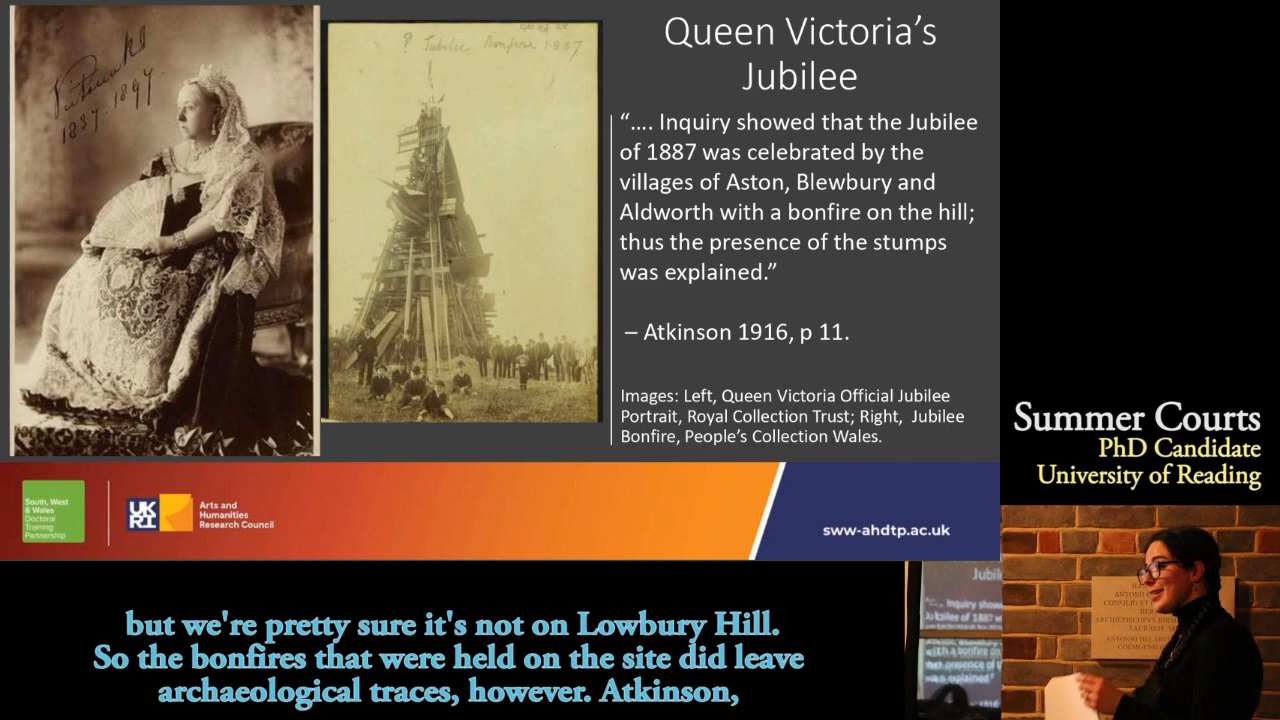 Queen Victoria’s
Jubilee
“…. Inquiry showed that the Jubilee
of 1887 was celebrated by the
villages of Aston, Blewbury and
Aldworth with a bonfire on the hill;
thus the presence of the stumps
was explained.”
– Atkinson 1916, p 11.
Images: Left, Queen Victoria Official Jubilee
Portrait, Royal Collection Trust; Right, Jubilee
Bonfire, People’s Collection Wales.
1837-1897
? Jubilee Bonfire 1887
South, West
& Wales
Doctoral
Training
Partnership
UK
RI
Arts and
Humanities
Research Council
sww-ahdtp.ac.uk
Summer Courts
PhD Candidate
University of Reading
but we're pretty sure it's not on Lowbury Hill.
So the bonfires that were held on the site did leave
archaeological traces, however. Atkinson,